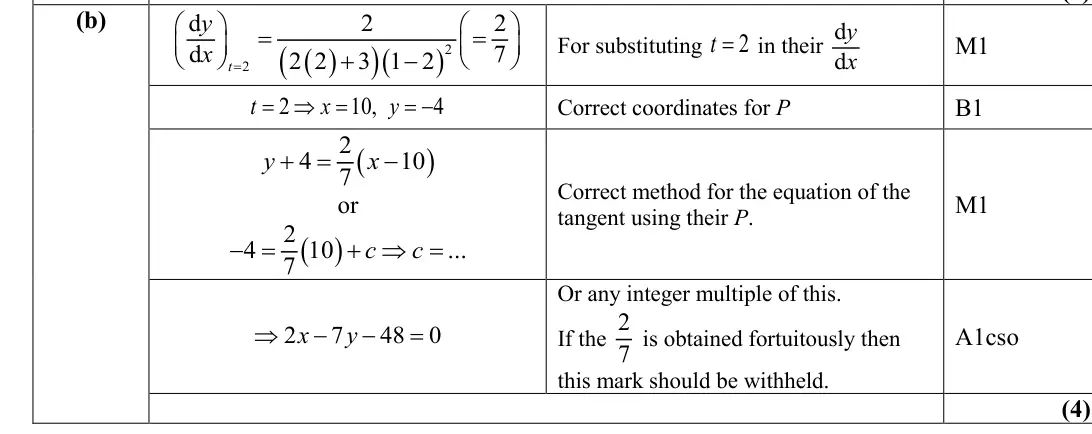 (b)
(dy/dx)_{t=2} = 2/((2(2)+3)(1−2)²) (= 2/7)
For substituting t = 2 in their dy/dx
M1
t = 2 ⇒ x = 10, y = −4
Correct coordinates for P
B1
y + 4 = 2/7 (x − 10)
or
−4 = 2/7 (10) + c ⇒ c = ...
Correct method for the equation of the
tangent using their P.
M1
⇒ 2x − 7y − 48 = 0
Or any integer multiple of this.
If the 2/7 is obtained fortuitously then
this mark should be withheld.
A1cso
(4)